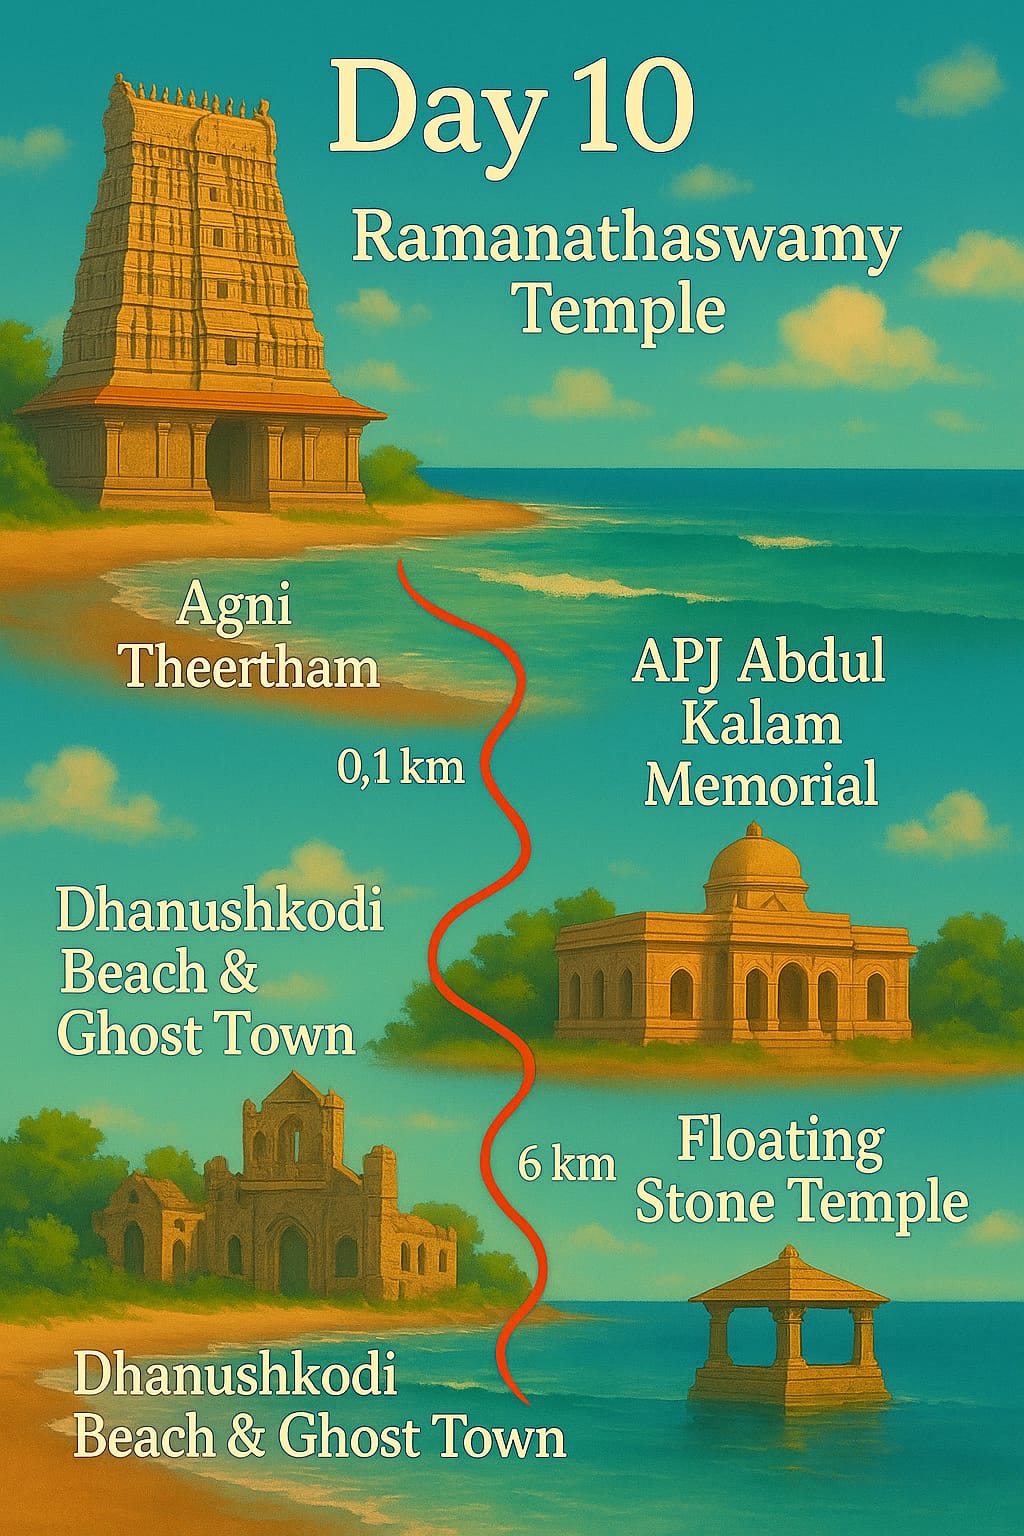 Day 10
Ramanathaswamy
Temple
Agni
Theertham
0,1 km
APJ Abdul
Kalam
Memorial
Dhanushkodi
Beach &
Ghost Town
6 km
Floating
Stone Temple
Dhanushkodi
Beach & Ghost Town